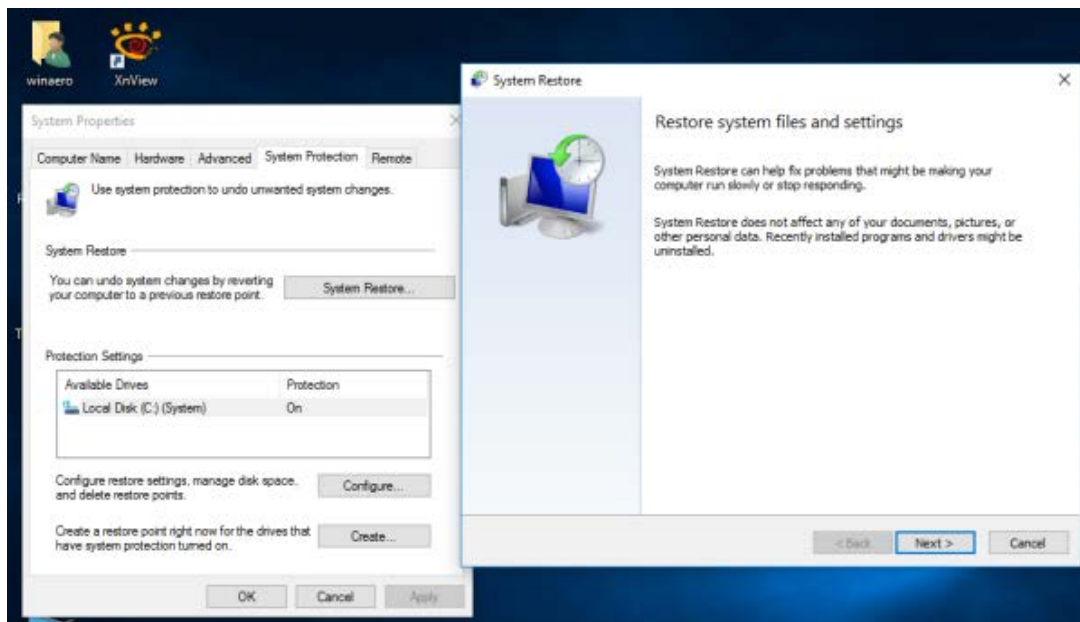 winaero
XnView
System Properties
Computer Name
Hardware
Advanced
System Protection
Remote
Use system protection to undo unwanted system changes.
System Restore
You can undo system changes by reverting
your computer to a previous restore point.
System Restore...
Protection Settings
Available Drives
Protection
Local Disk (C:) (System)
On
Configure restore settings, manage disk space,
and delete restore points.
Configure...
Create a restore point right now for the drives that
have system protection turned on.
Create...
OK
Cancel
Apply
System Restore
Restore system files and settings
System Restore can help fix problems that might be making your
computer run slowly or stop responding.
System Restore does not affect any of your documents, pictures, or
other personal data. Recently installed programs and drivers might be
uninstalled.
< Back
Next >
Cancel